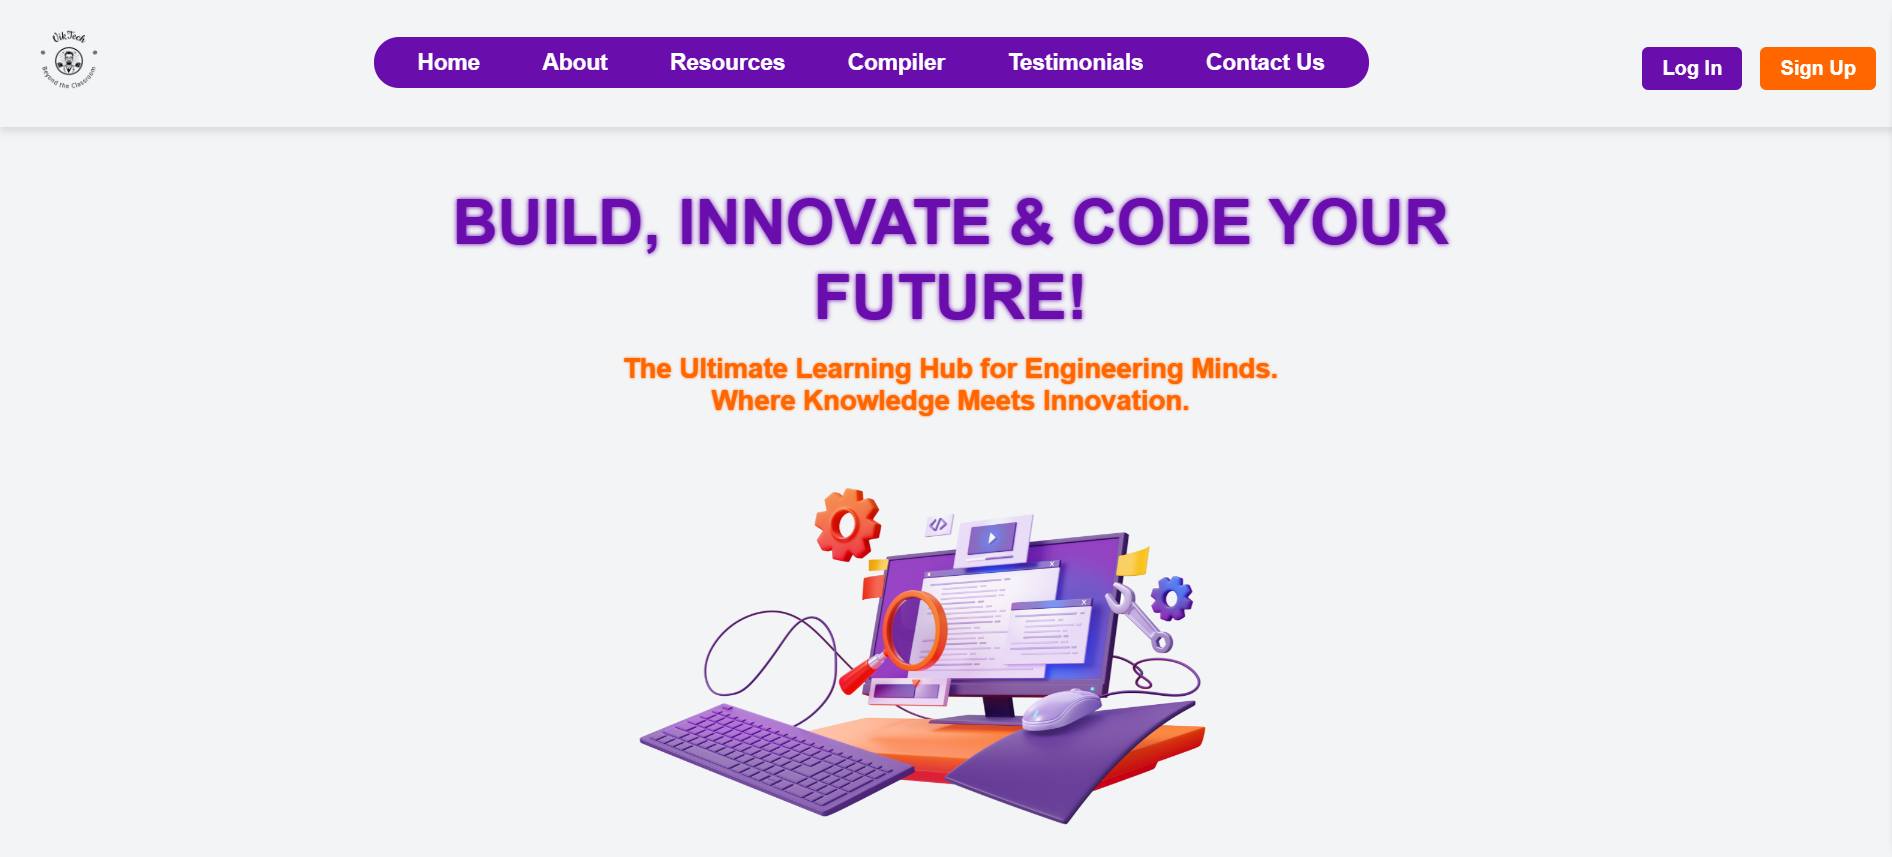 VikTech
Beyond the Classroom
Home About Resources Compiler Testimonials Contact Us
Log In Sign Up
BUILD, INNOVATE & CODE YOUR
FUTURE!
The Ultimate Learning Hub for Engineering Minds.
Where Knowledge Meets Innovation.